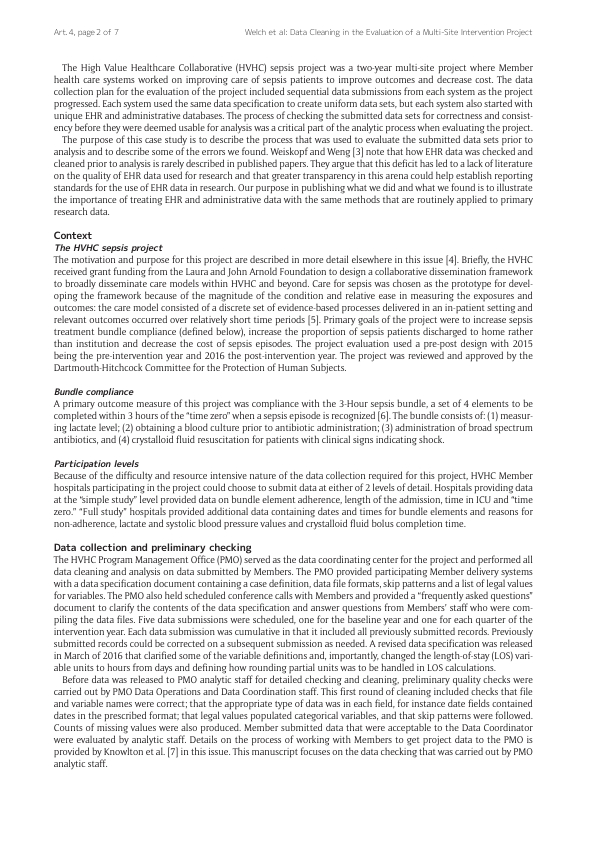 Art. 4, page 2 of 7
Welch et al: Data Cleaning in the Evaluation of a Multi-Site Intervention Project
The High Value Healthcare Collaborative (HVHC) sepsis project was a two-year multi-site project where Member
health care systems worked on improving care of sepsis patients to improve outcomes and decrease cost. The data
collection plan for the evaluation of the project included sequential data submissions from each system as the project
progressed. Each system used the same data specification to create uniform data sets, but each system also started with
unique EHR and administrative databases. The process of checking the submitted data sets for correctness and consist-
ency before they were deemed usable for analysis was a critical part of the analytic process when evaluating the project.
The purpose of this case study is to describe the process that was used to evaluate the submitted data sets prior to
analysis and to describe some of the errors we found. Weiskopf and Weng [3] note that how EHR data was checked and
cleaned prior to analysis is rarely described in published papers. They argue that this deficit has led to a lack of literature
on the quality of EHR data used for research and that greater transparency in this arena could help establish reporting
standards for the use of EHR data in research. Our purpose in publishing what we did and what we found is to illustrate
the importance of treating EHR and administrative data with the same methods that are routinely applied to primary
research data.
Context
The HVHC sepsis project
The motivation and purpose for this project are described in more detail elsewhere in this issue [4]. Briefly, the HVHC
received grant funding from the Laura and John Arnold Foundation to design a collaborative dissemination framework
to broadly disseminate care models within HVHC and beyond. Care for sepsis was chosen as the prototype for devel-
oping the framework because of the magnitude of the condition and relative ease in measuring the exposures and
outcomes: the care model consisted of a discrete set of evidence-based processes delivered in an in-patient setting and
relevant outcomes occurred over relatively short time periods [5]. Primary goals of the project were to increase sepsis
treatment bundle compliance (defined below), increase the proportion of sepsis patients discharged to home rather
than institution and decrease the cost of sepsis episodes. The project evaluation used a pre-post design with 2015
being the pre-intervention year and 2016 the post-intervention year. The project was reviewed and approved by the
Dartmouth-Hitchcock Committee for the Protection of Human Subjects.
Bundle compliance
A primary outcome measure of this project was compliance with the 3-Hour sepsis bundle, a set of 4 elements to be
completed within 3 hours of the “time zero” when a sepsis episode is recognized [6]. The bundle consists of: (1) measur-
ing lactate level; (2) obtaining a blood culture prior to antibiotic administration; (3) administration of broad spectrum
antibiotics, and (4) crystalloid fluid resuscitation for patients with clinical signs indicating shock.
Participation levels
Because of the difficulty and resource intensive nature of the data collection required for this project, HVHC Member
hospitals participating in the project could choose to submit data at either of 2 levels of detail. Hospitals providing data
at the “simple study” level provided data on bundle element adherence, length of the admission, time in ICU and “time
zero.” “Full study” hospitals provided additional data containing dates and times for bundle elements and reasons for
non-adherence, lactate and systolic blood pressure values and crystalloid fluid bolus completion time.
Data collection and preliminary checking
The HVHC Program Management Office (PMO) served as the data coordinating center for the project and performed all
data cleaning and analysis on data submitted by Members. The PMO provided participating Member delivery systems
with a data specification document containing a case definition, data file formats, skip patterns and a list of legal values
for variables. The PMO also held scheduled conference calls with Members and provided a “frequently asked questions”
document to clarify the contents of the data specification and answer questions from Members’ staff who were com-
piling the data files. Five data submissions were scheduled, one for the baseline year and one for each quarter of the
intervention year. Each data submission was cumulative in that it included all previously submitted records. Previously
submitted records could be corrected on a subsequent submission as needed. A revised data specification was released
in March of 2016 that clarified some of the variable definitions and, importantly, changed the length-of-stay (LOS) vari-
able units to hours from days and defining how rounding partial units was to be handled in LOS calculations.
Before data was released to PMO analytic staff for detailed checking and cleaning, preliminary quality checks were
carried out by PMO Data Operations and Data Coordination staff. This first round of cleaning included checks that file
and variable names were correct; that the appropriate type of data was in each field, for instance date fields contained
dates in the prescribed format; that legal values populated categorical variables, and that skip patterns were followed.
Counts of missing values were also produced. Member submitted data that were acceptable to the Data Coordinator
were evaluated by analytic staff. Details on the process of working with Members to get project data to the PMO is
provided by Knowlton et al. [7] in this issue. This manuscript focuses on the data checking that was carried out by PMO
analytic staff.